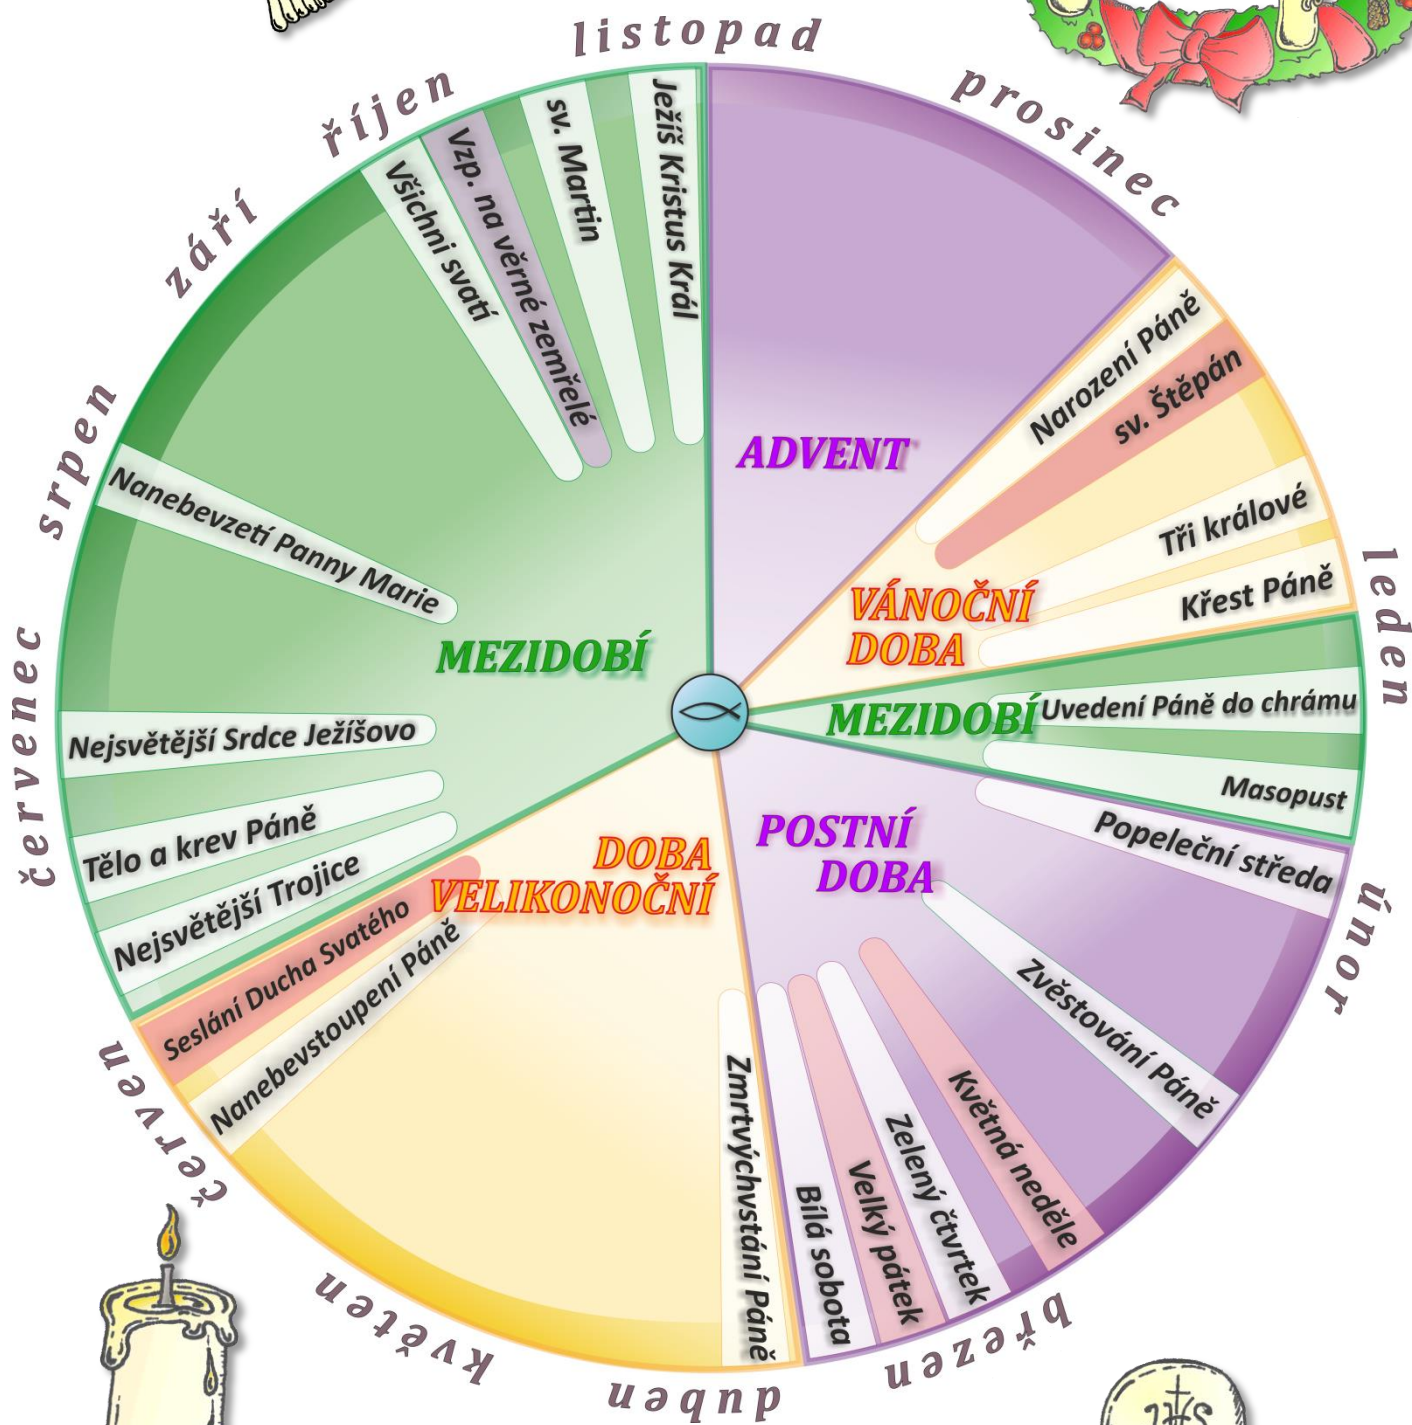 listopad
prosinec
leden
únor
březen
duben
květen
červen
červenec
srpen
září
říjen
ADVENT
VÁNOČNÍ
DOBA
Narození Páně
sv. Štěpán
Tři králové
Křest Páně
MEZIDOBÍ
Uvedení Páně do chrámu
Masopust
POSTNÍ
DOBA
Popeleční středa
Zvěstování Páně
Květná neděle
Zelený čtvrtek
Velký pátek
Bílá sobota
DOBA
VELIKONOČNÍ
Zmrtvýchvstání Páně
Nanebevstoupení Páně
Seslání Ducha Svatého
MEZIDOBÍ
Nejsvětější Trojice
Tělo a krev Páně
Nejsvětější Srdce Ježíšovo
Nanebevzetí Panny Marie
Všichni svatí
Vzp. na věrné zemřelé
sv. Martin
Ježíš Kristus Král